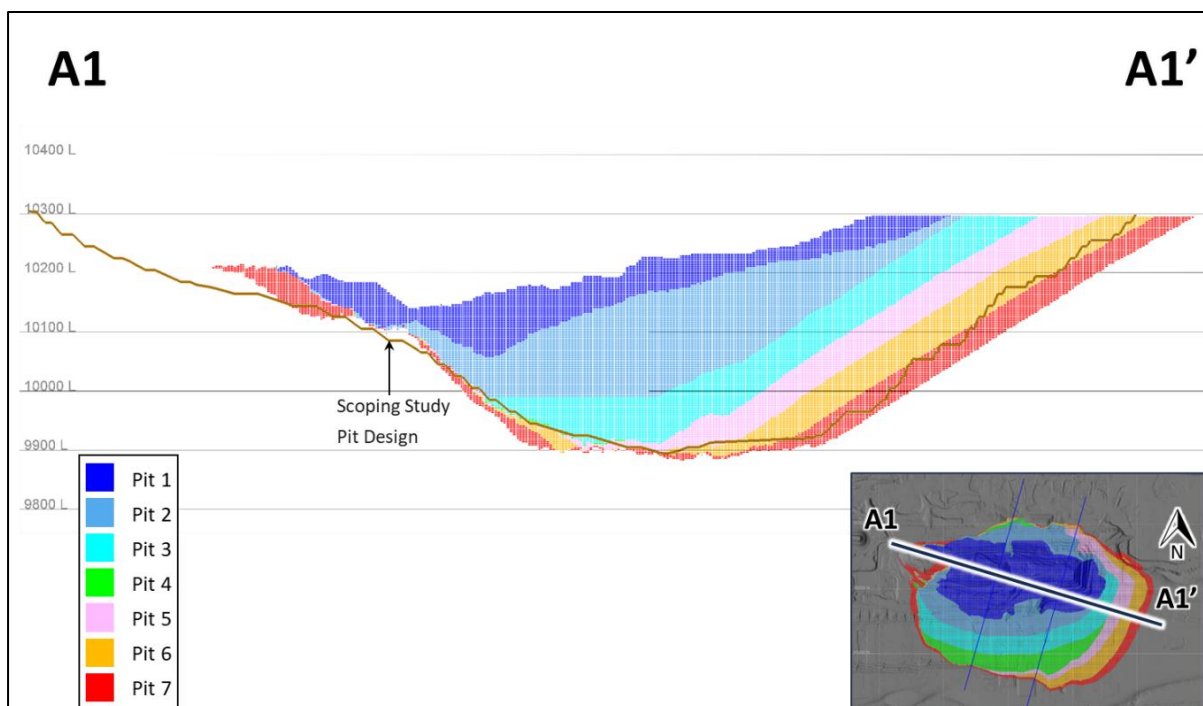 A1
A1’
10400 L
10300 L
10200 L
10100 L
10000 L
9900 L
9800 L
Scoping Study
Pit Design
Pit 1
Pit 2
Pit 3
Pit 4
Pit 5
Pit 6
Pit 7
A1
N
A1’